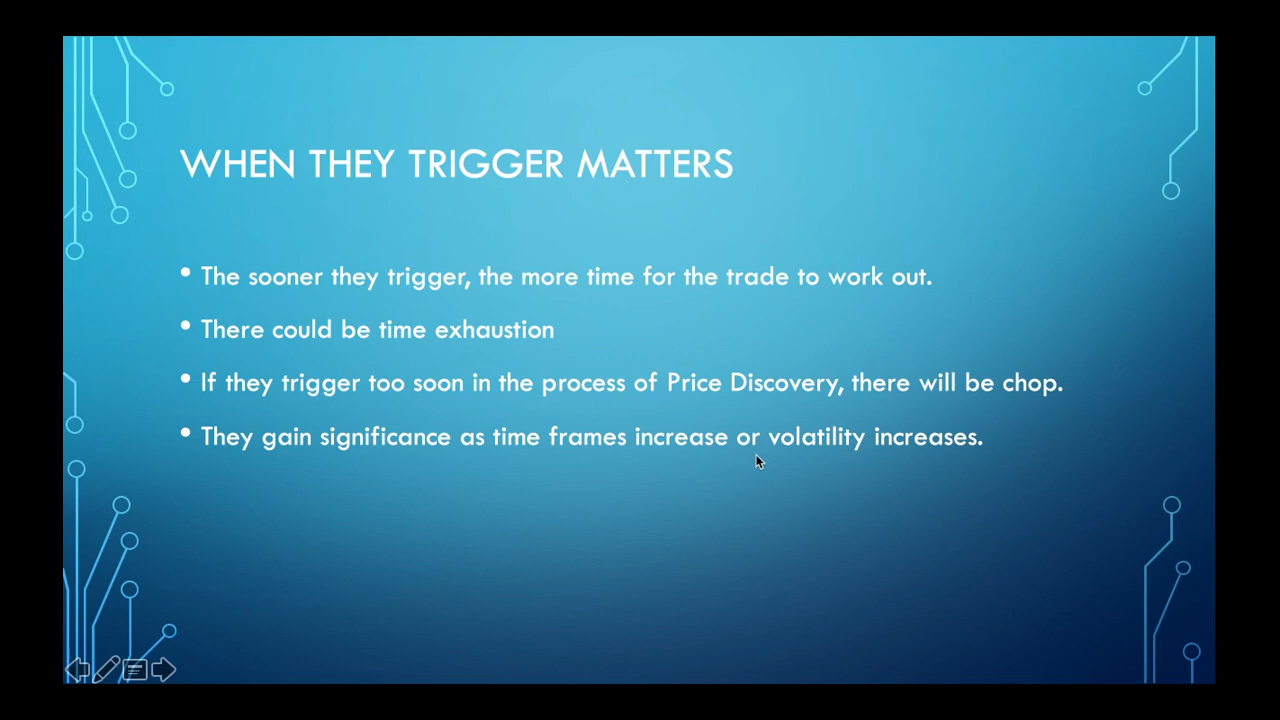 WHEN THEY TRIGGER MATTERS
• The sooner they trigger, the more time for the trade to work out.
• There could be time exhaustion
• If they trigger too soon in the process of Price Discovery, there will be chop.
• They gain significance as time frames increase or volatility increases.